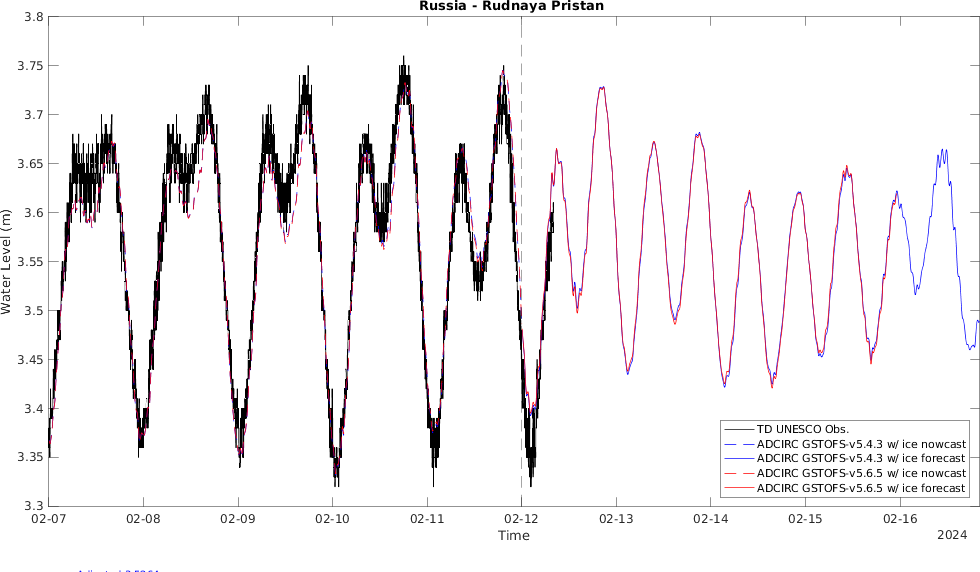 Russia - Rudnaya Pristan
3.8
3.75
3.7
3.65
3.6
3.55
3.5
3.45
3.4
3.35
3.3
Water Level (m)
02-07
02-08
02-09
02-10
02-11
02-12
02-13
02-14
02-15
02-16
Time
2024
TD UNESCO Obs.
ADCIRC GSTOFS-v5.4.3 w/ ice nowcast
ADCIRC GSTOFS-v5.4.3 w/ ice forecast
ADCIRC GSTOFS-v5.6.5 w/ ice nowcast
ADCIRC GSTOFS-v5.6.5 w/ ice forecast